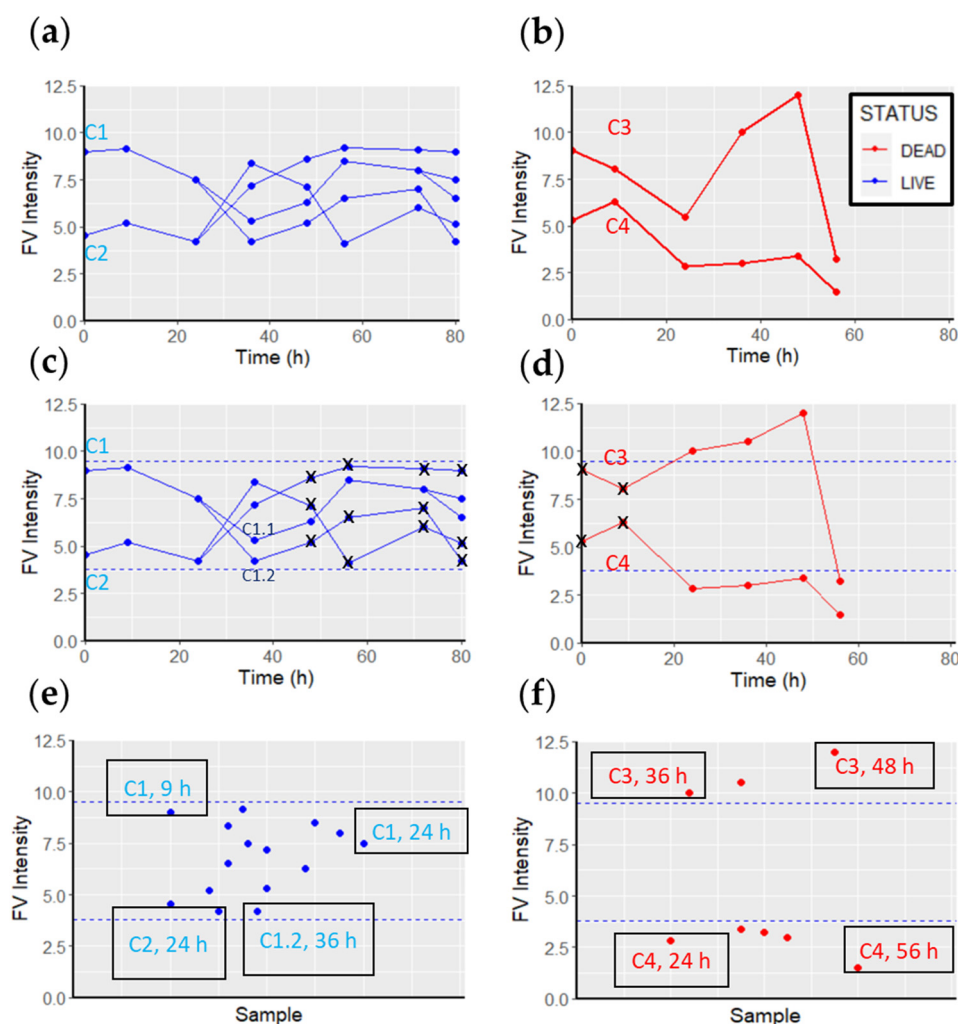 (a)
(b)
FV Intensity
12.5
10.0
7.5
5.0
2.5
0.0
C1
C2
0 20 40 60 80
Time (h)
FV Intensity
12.5
10.0
7.5
5.0
2.5
0.0
C3
C4
STATUS
DEAD
LIVE
0 20 40 60 80
Time (h)
(c)
(d)
FV Intensity
12.5
10.0
7.5
5.0
2.5
0.0
C1
C1.1
C1.2
C2
X X X X X X X X X X X X
0 20 40 60 80
Time (h)
FV Intensity
12.5
10.0
7.5
5.0
2.5
0.0
C3
C4
X X X X
0 20 40 60 80
Time (h)
(e)
(f)
FV Intensity
12.5
10.0
7.5
5.0
2.5
0.0
C1, 9 h
C1, 24 h
C2, 24 h
C1.2, 36 h
Sample
FV Intensity
12.5
10.0
7.5
5.0
2.5
0.0
C3, 36 h
C3, 48 h
C4, 24 h
C4, 56 h
Sample